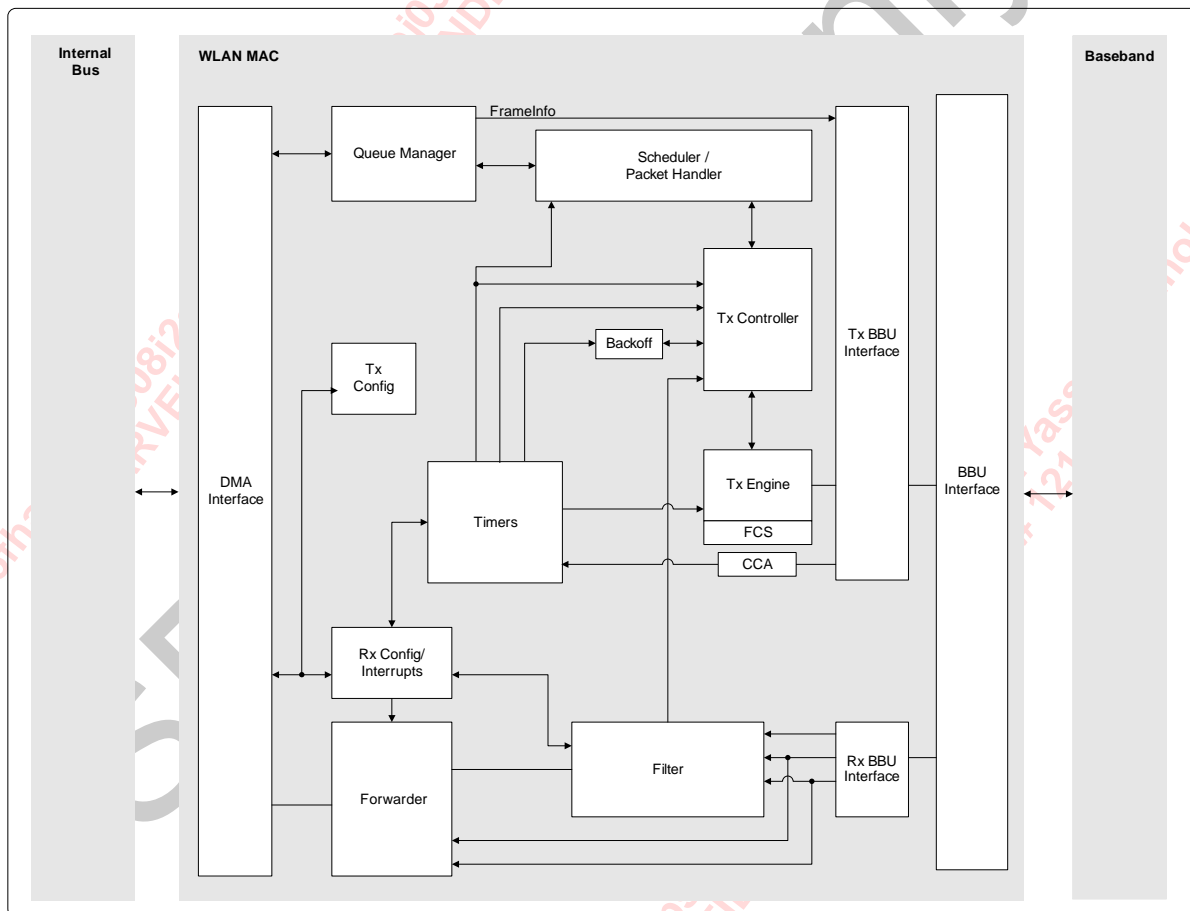 Internal
Bus
WLAN MAC
Baseband
FrameInfo
Queue Manager
Scheduler /
Packet Handler
Tx Controller
Tx BBU
Interface
Backoff
Tx
Config
DMA
Interface
Timers
Tx Engine
FCS
CCA
BBU
Interface
Rx Config/
Interrupts
Forwarder
Filter
Rx BBU
Interface